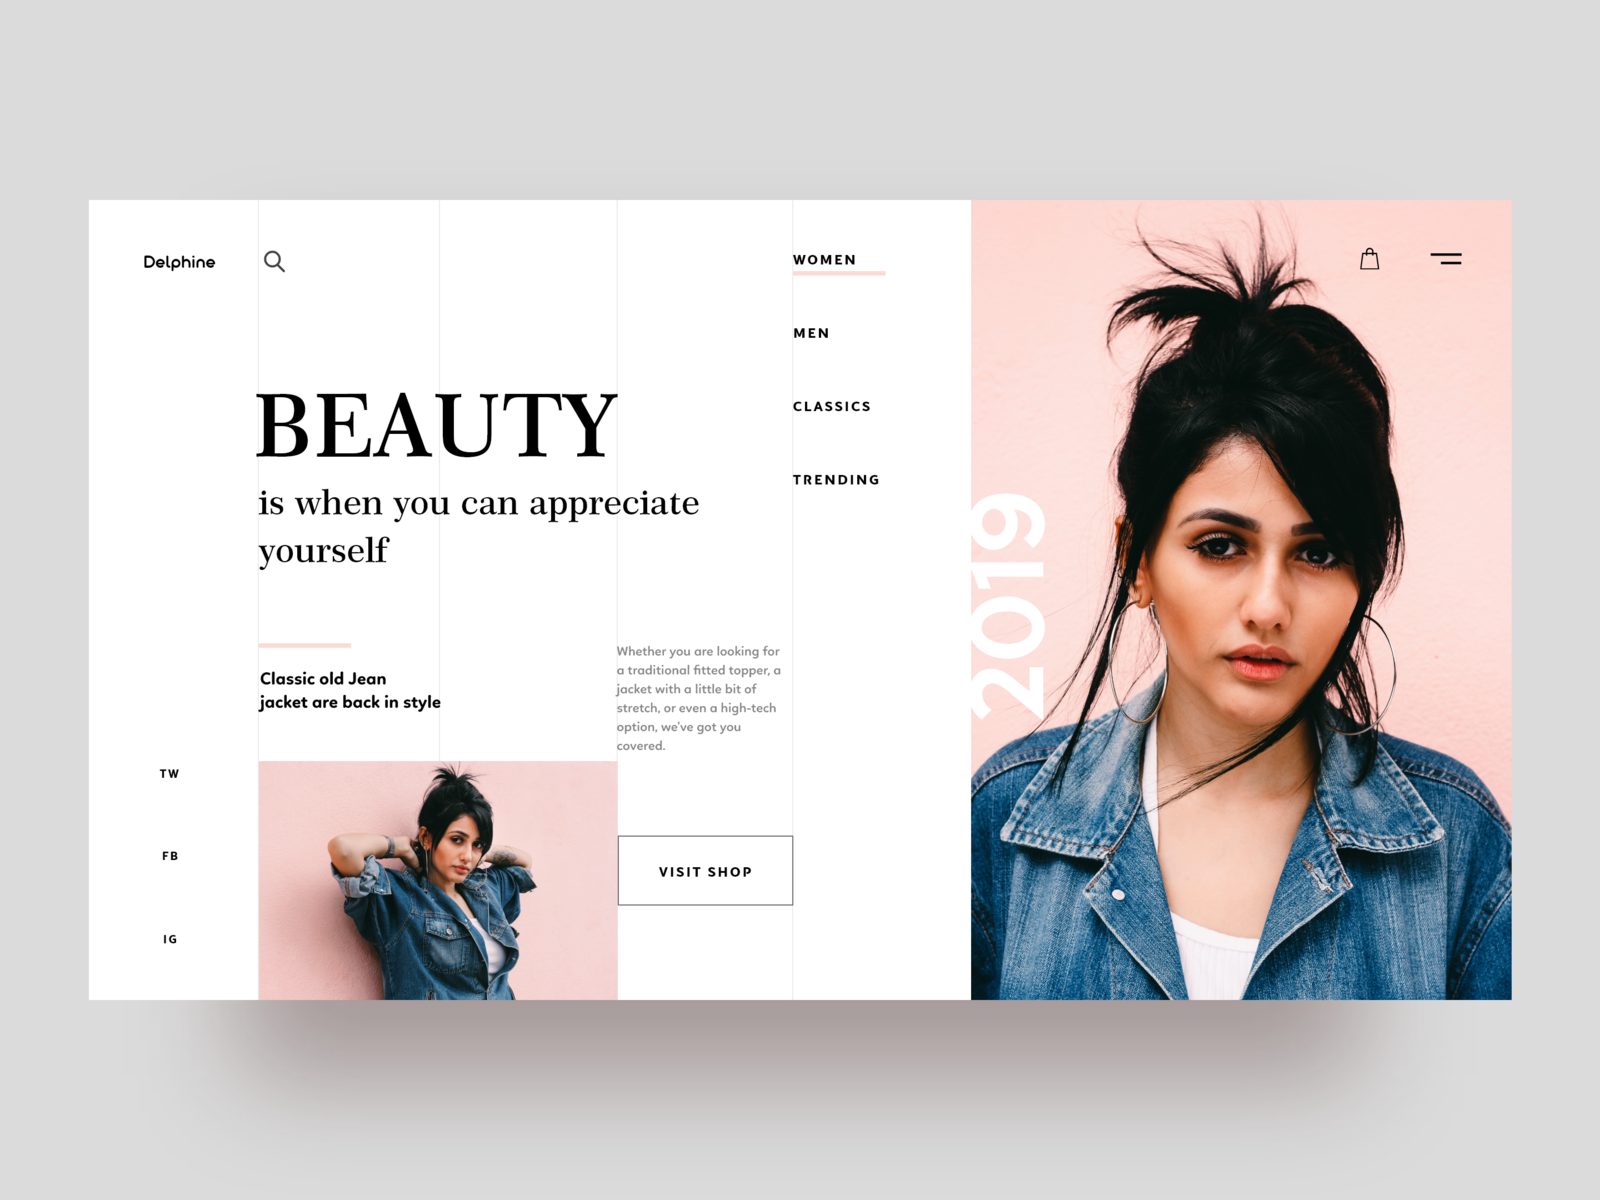 Delphine
WOMEN
MEN
CLASSICS
TRENDING
BEAUTY
is when you can appreciate
yourself
2019
Classic old Jean
jacket are back in style
Whether you are looking for
a traditional fitted topper, a
jacket with a little bit of
stretch, or even a high-tech
option, we've got you
covered.
VISIT SHOP
TW
FB
IG